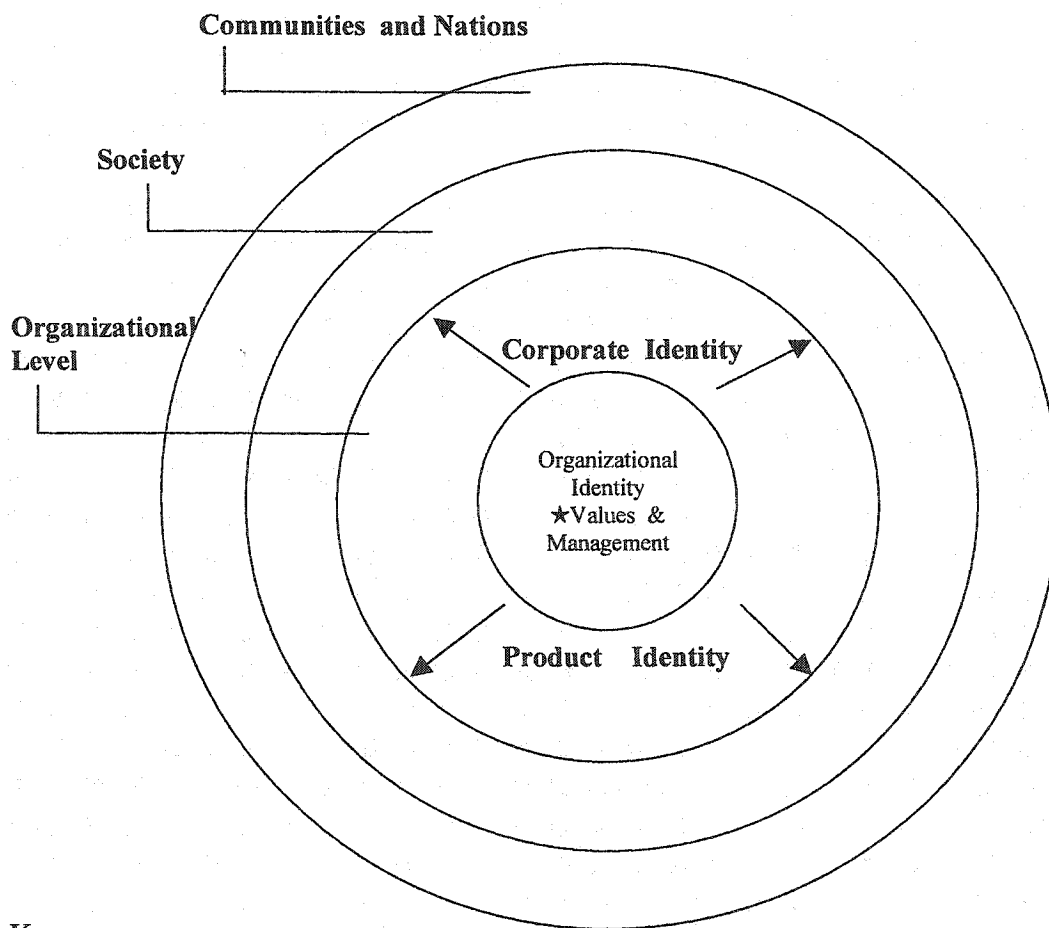 Communities and Nations
Society
Organizational
Level
Corporate Identity
Organizational
Identity
★Values &
Management
Product Identity